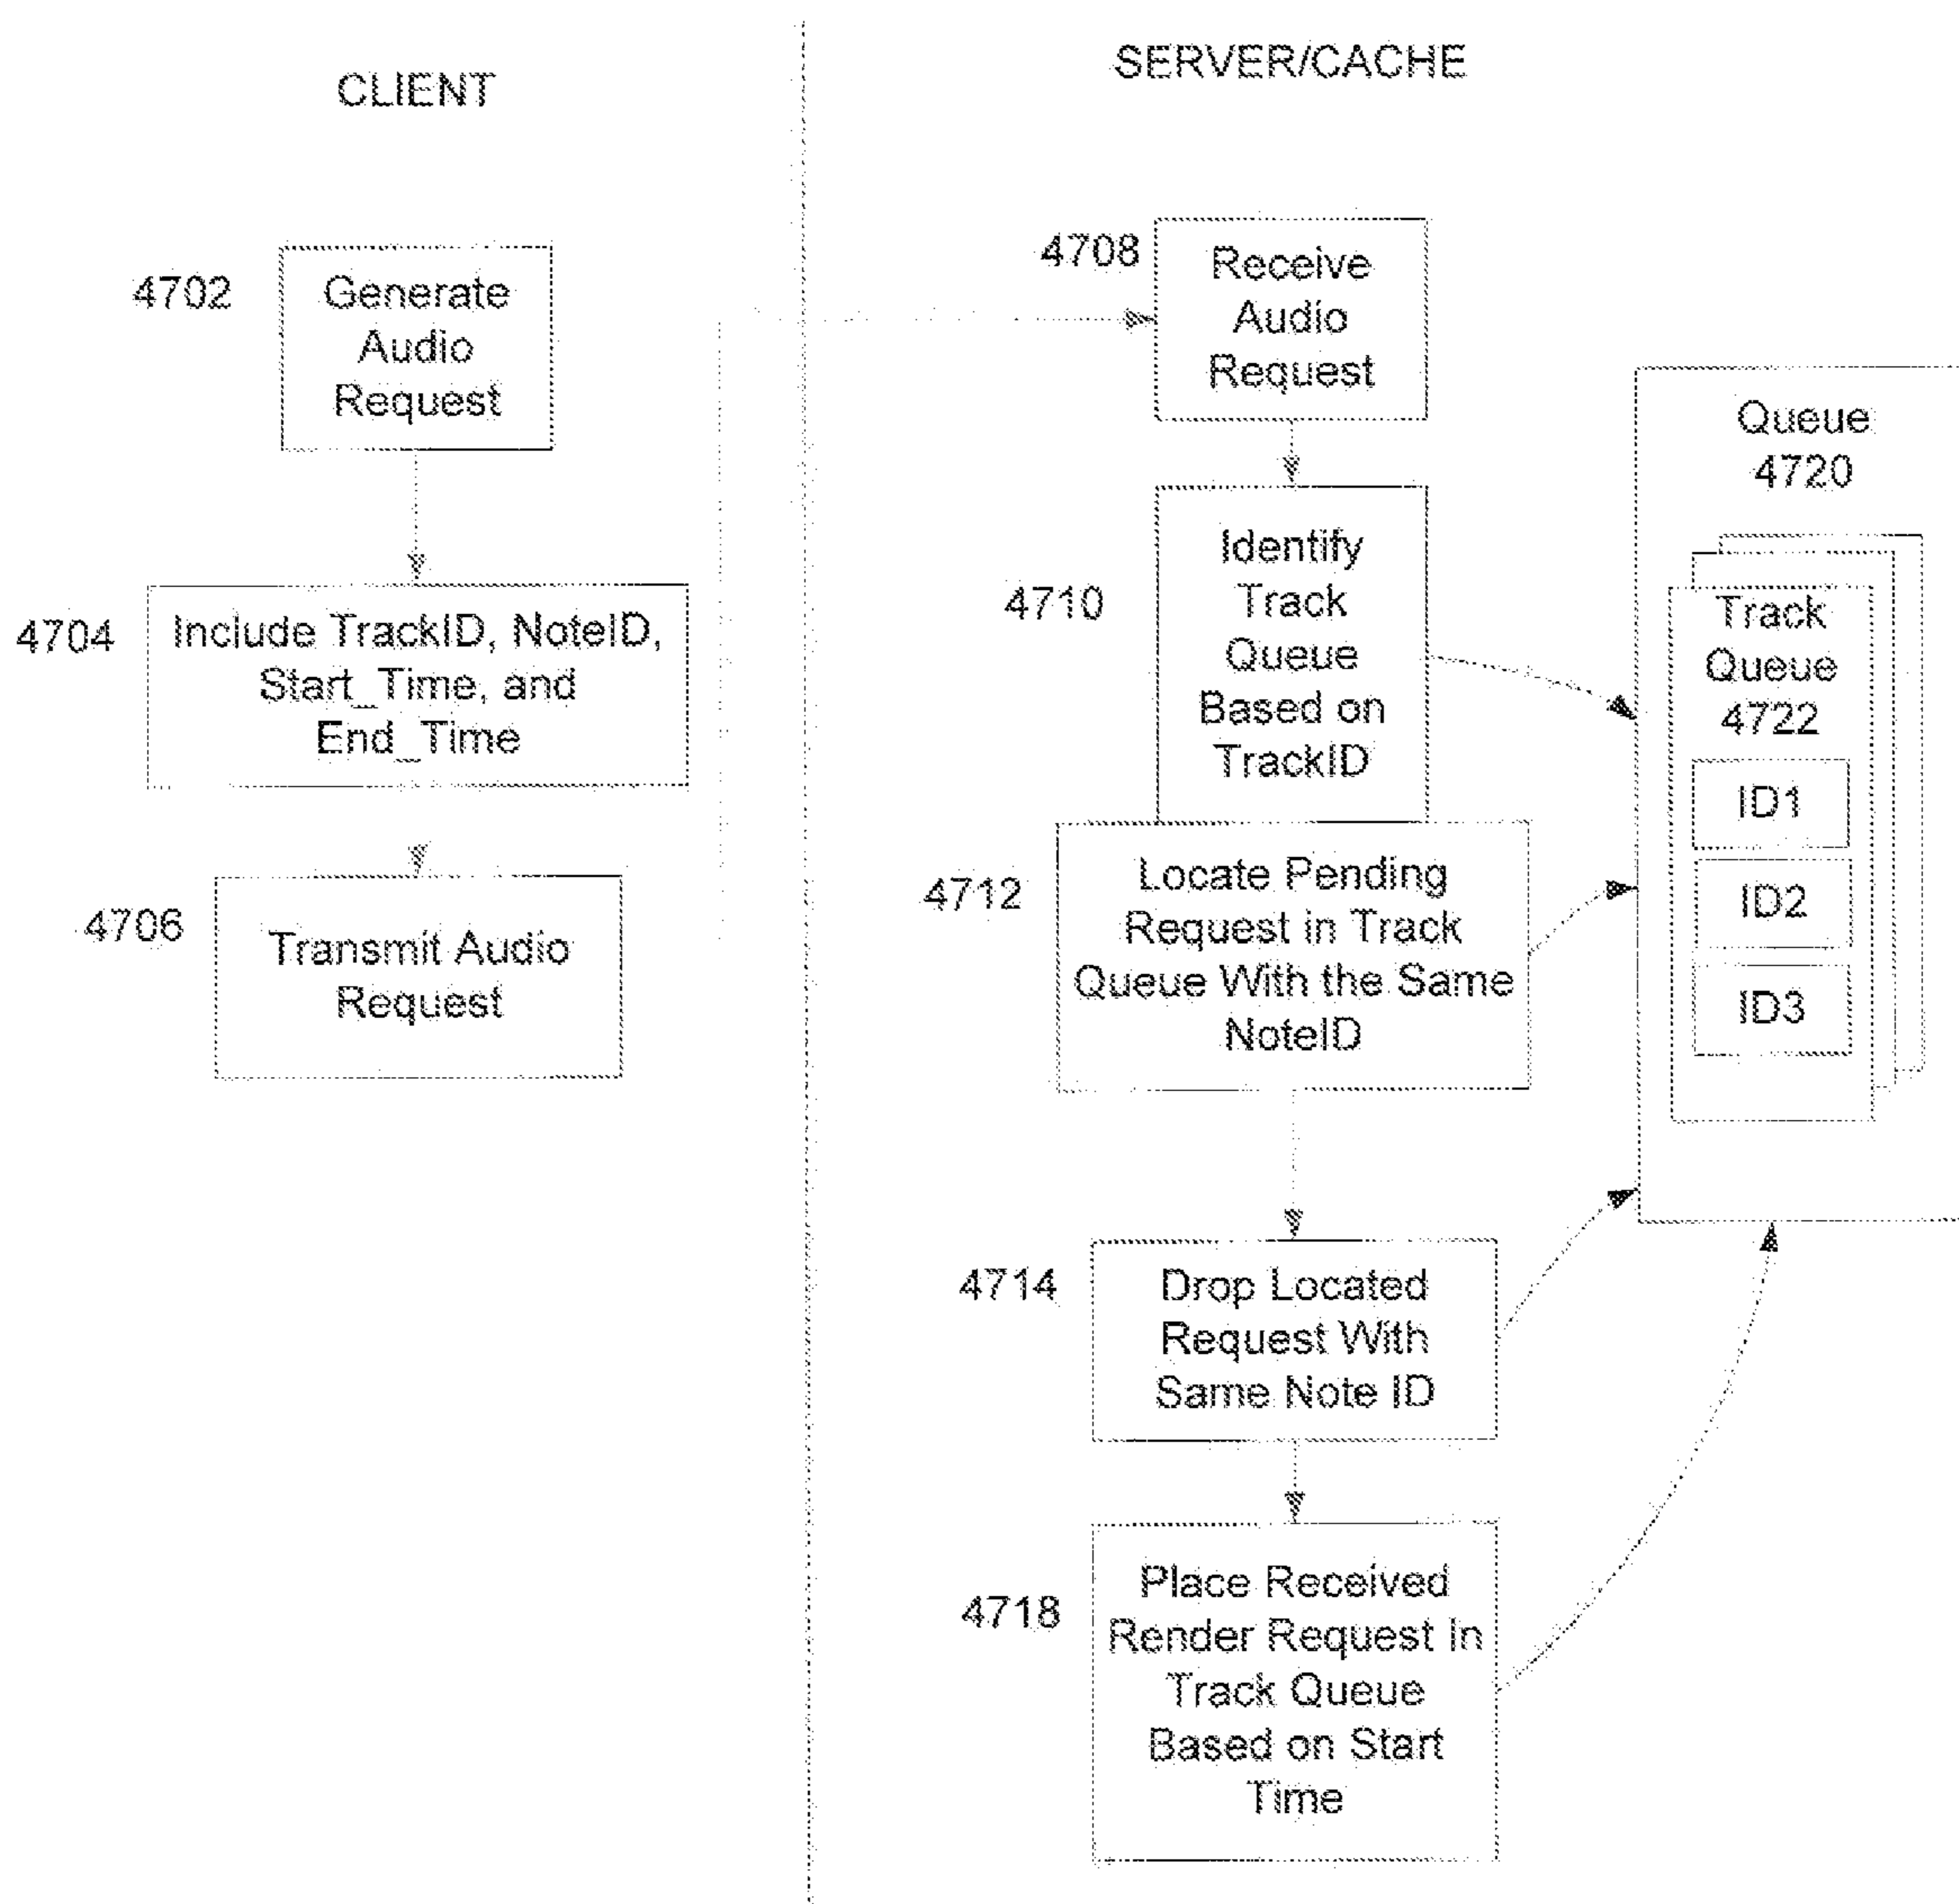 CLIENT
4702
Generate
Audio
Request
4704
Include TrackID, NoteID,
Start_Time, and
End_Time
4706
Transmit Audio
Request
SERVER/CACHE
4708
Receive
Audio
Request
4710
Identify
Track
Queue
Based on
TrackID
4712
Locate Pending
Request in Track
Queue With the Same
NoteID
4714
Drop Located
Request With
Same Note ID
4718
Place Received
Render Request In
Track Queue
Based on Start
Time
Queue
4720
Track
Queue
4722
ID1
ID2
ID3